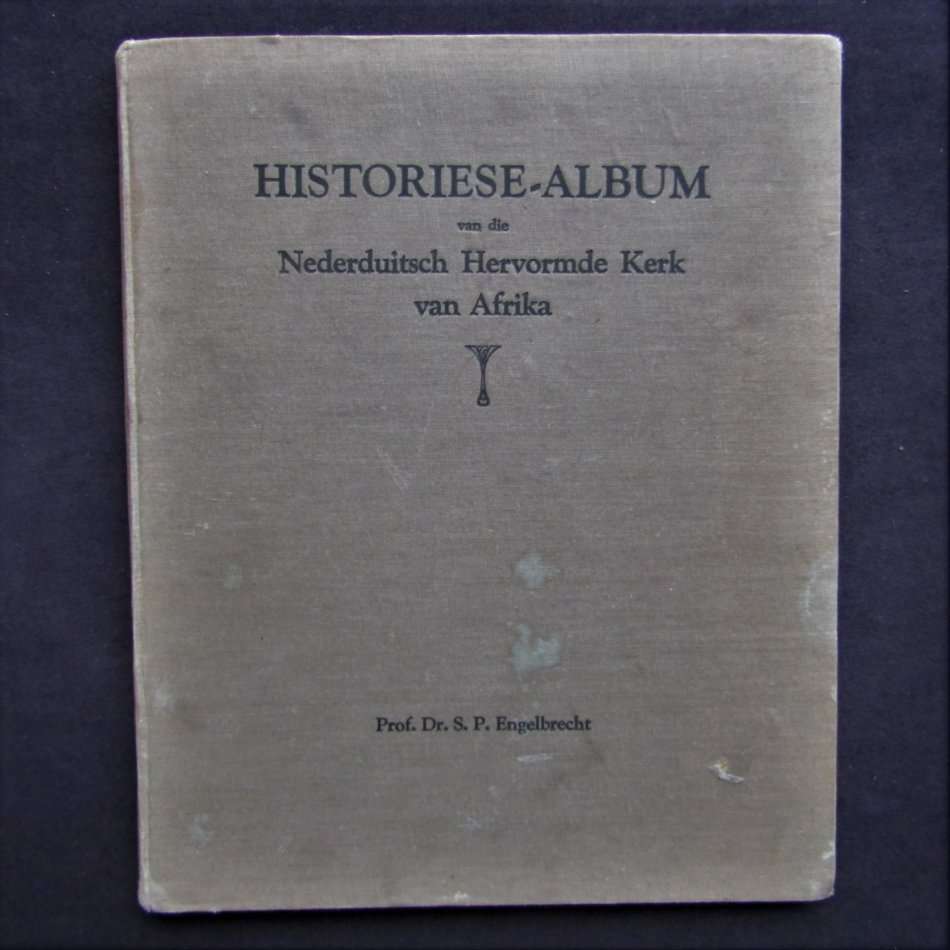 HISTORIESE-ALBUM
van die
Nederduitsch Hervormde Kerk
van Afrika
Prof. Dr. S. P. Engelbrecht